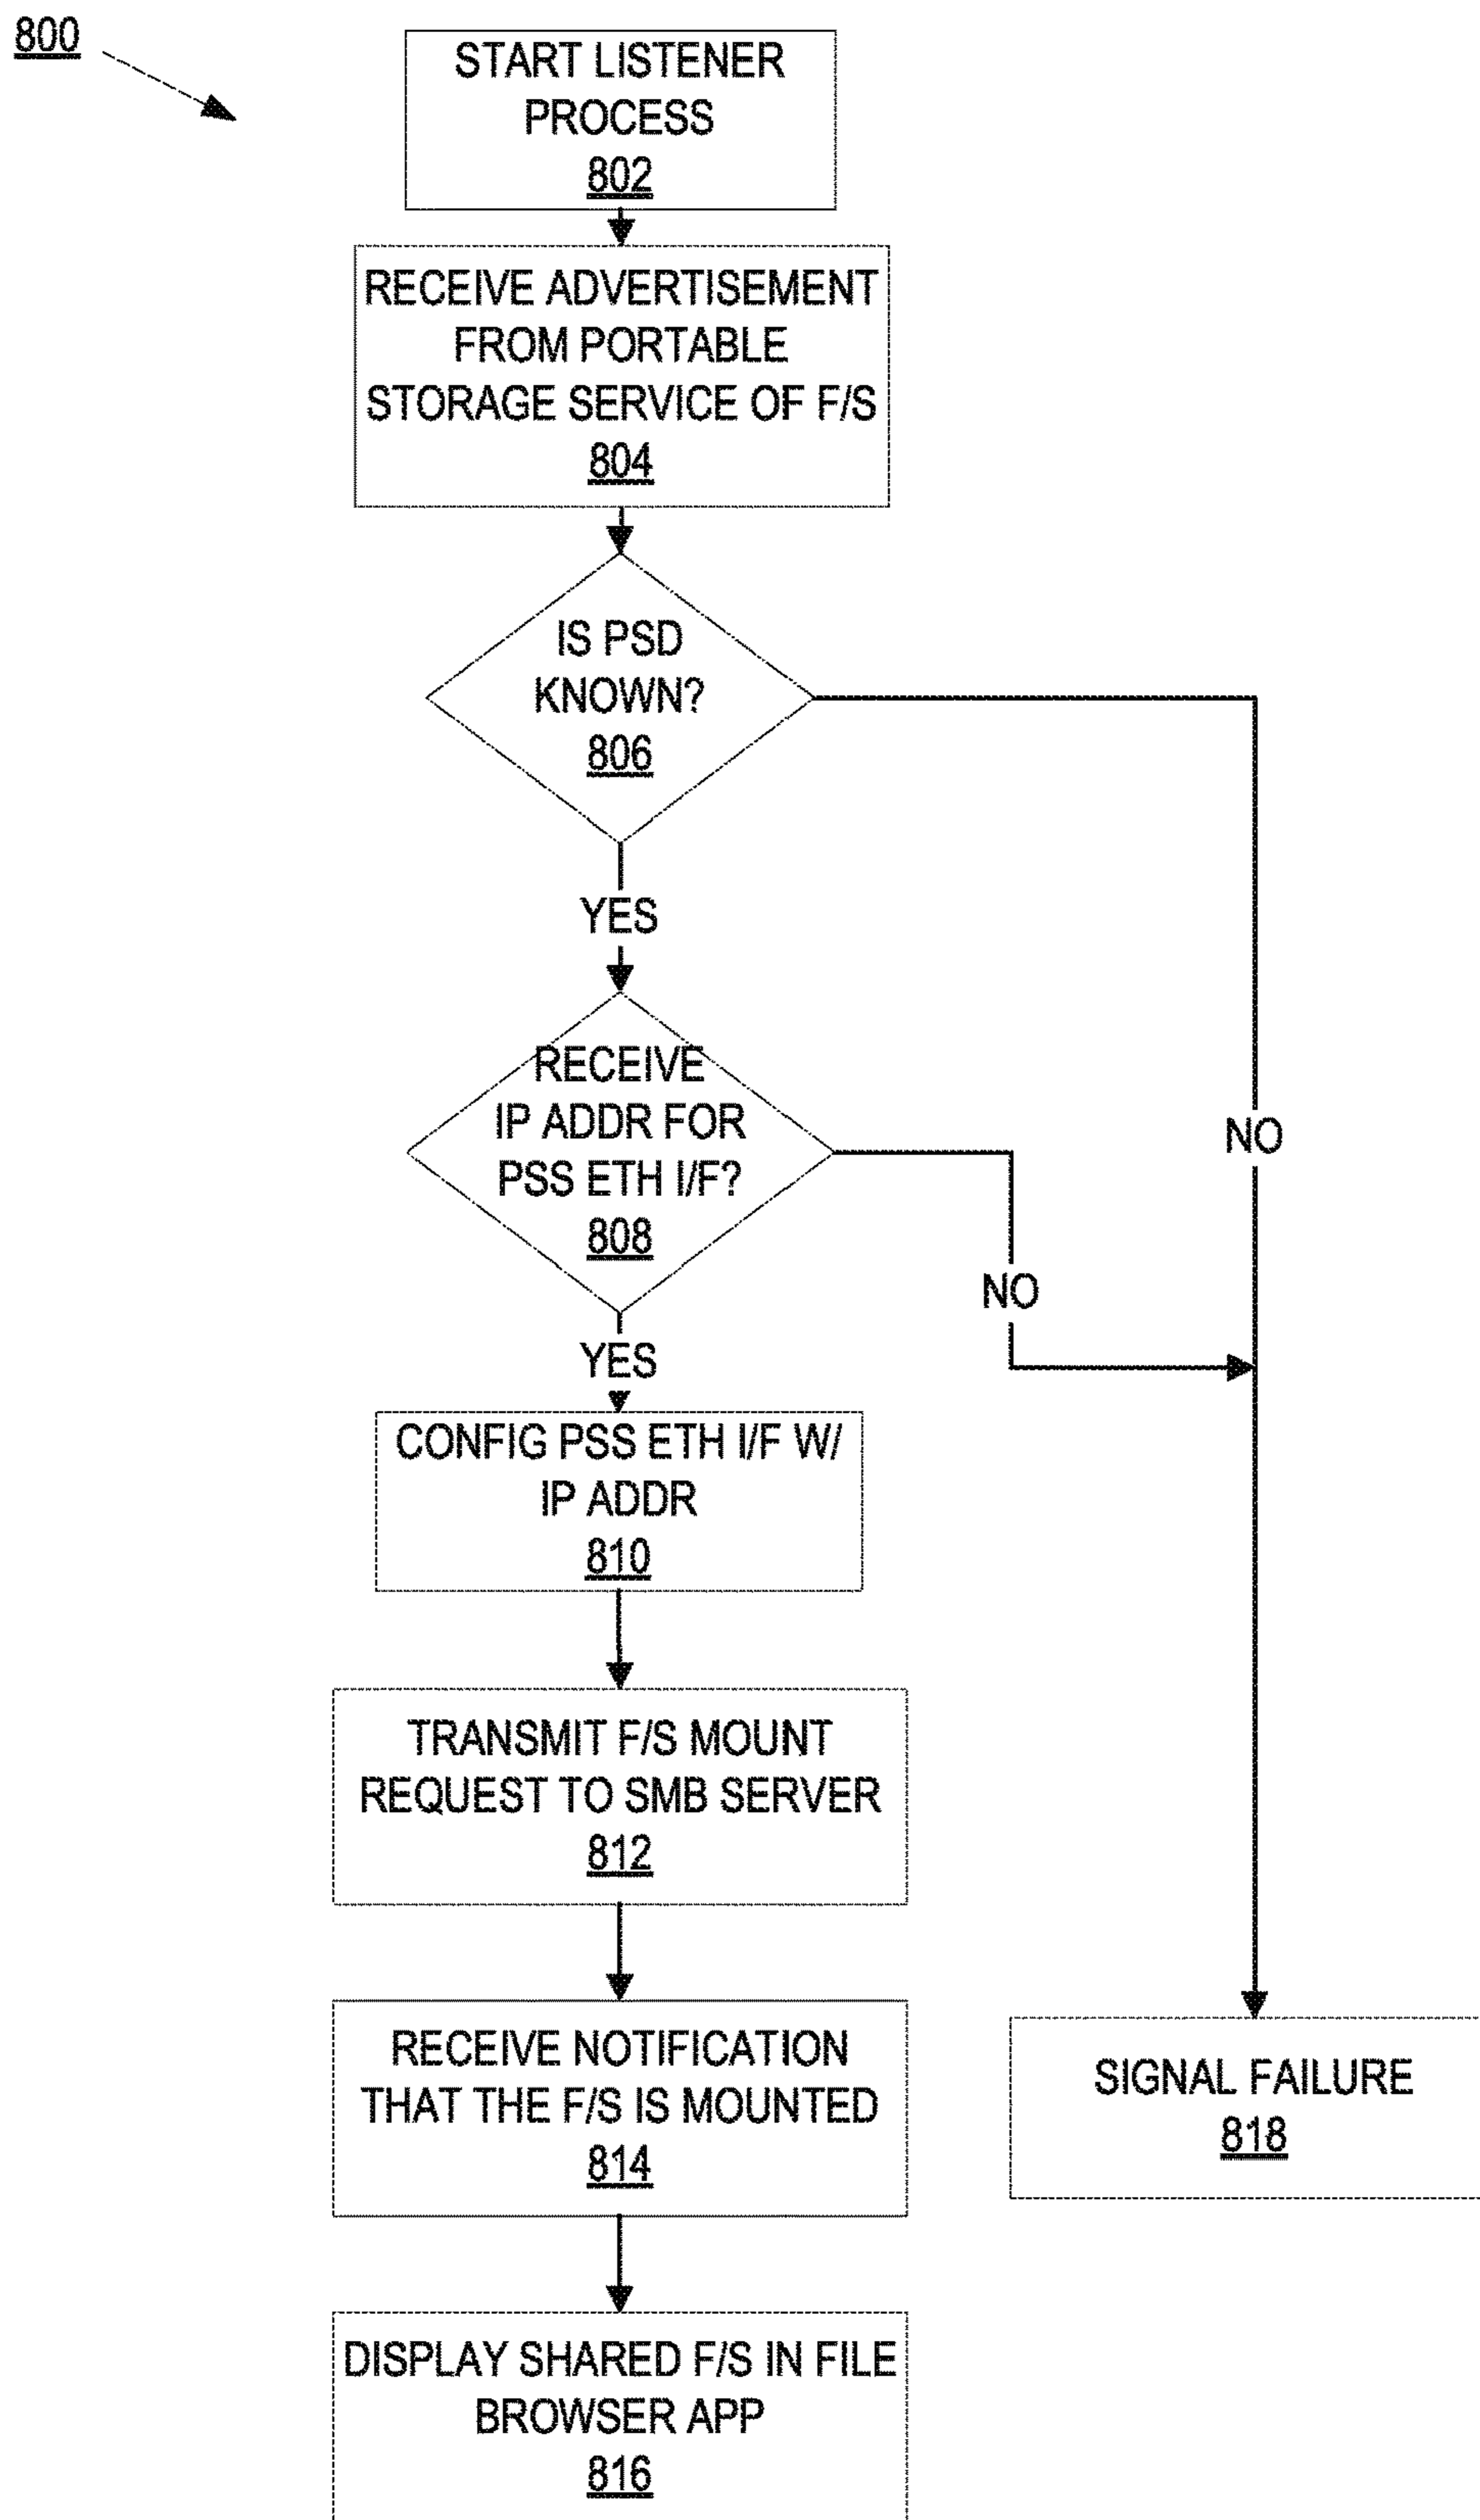 800
START LISTENER
PROCESS
802
RECEIVE ADVERTISEMENT
FROM PORTABLE
STORAGE SERVICE OF F/S
804
IS PSD
KNOWN?
806
YES
RECEIVE
IP ADDR FOR
PSS ETH I/F?
808
NO
NO
YES
CONFIG PSS ETH I/F W/
IP ADDR
810
TRANSMIT F/S MOUNT
REQUEST TO SMB SERVER
812
RECEIVE NOTIFICATION
THAT THE F/S IS MOUNTED
814
SIGNAL FAILURE
818
DISPLAY SHARED F/S IN FILE
BROWSER APP
816